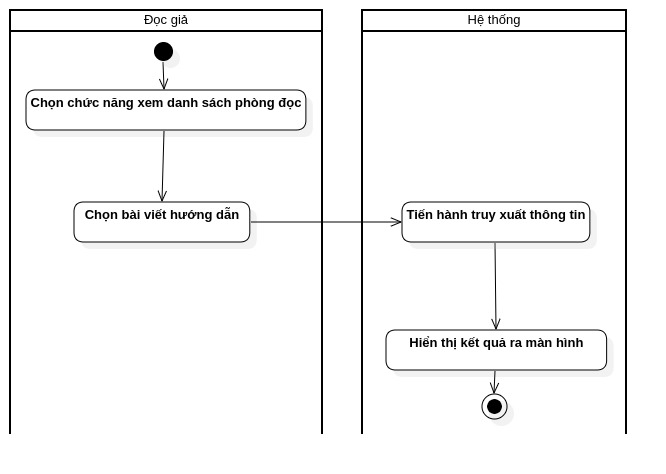 Đọc giả
Hệ thống
Chọn chức năng xem danh sách phòng đọc
Chọn bài viết hướng dẫn
Tiến hành truy xuất thông tin
Hiển thị kết quả ra màn hình